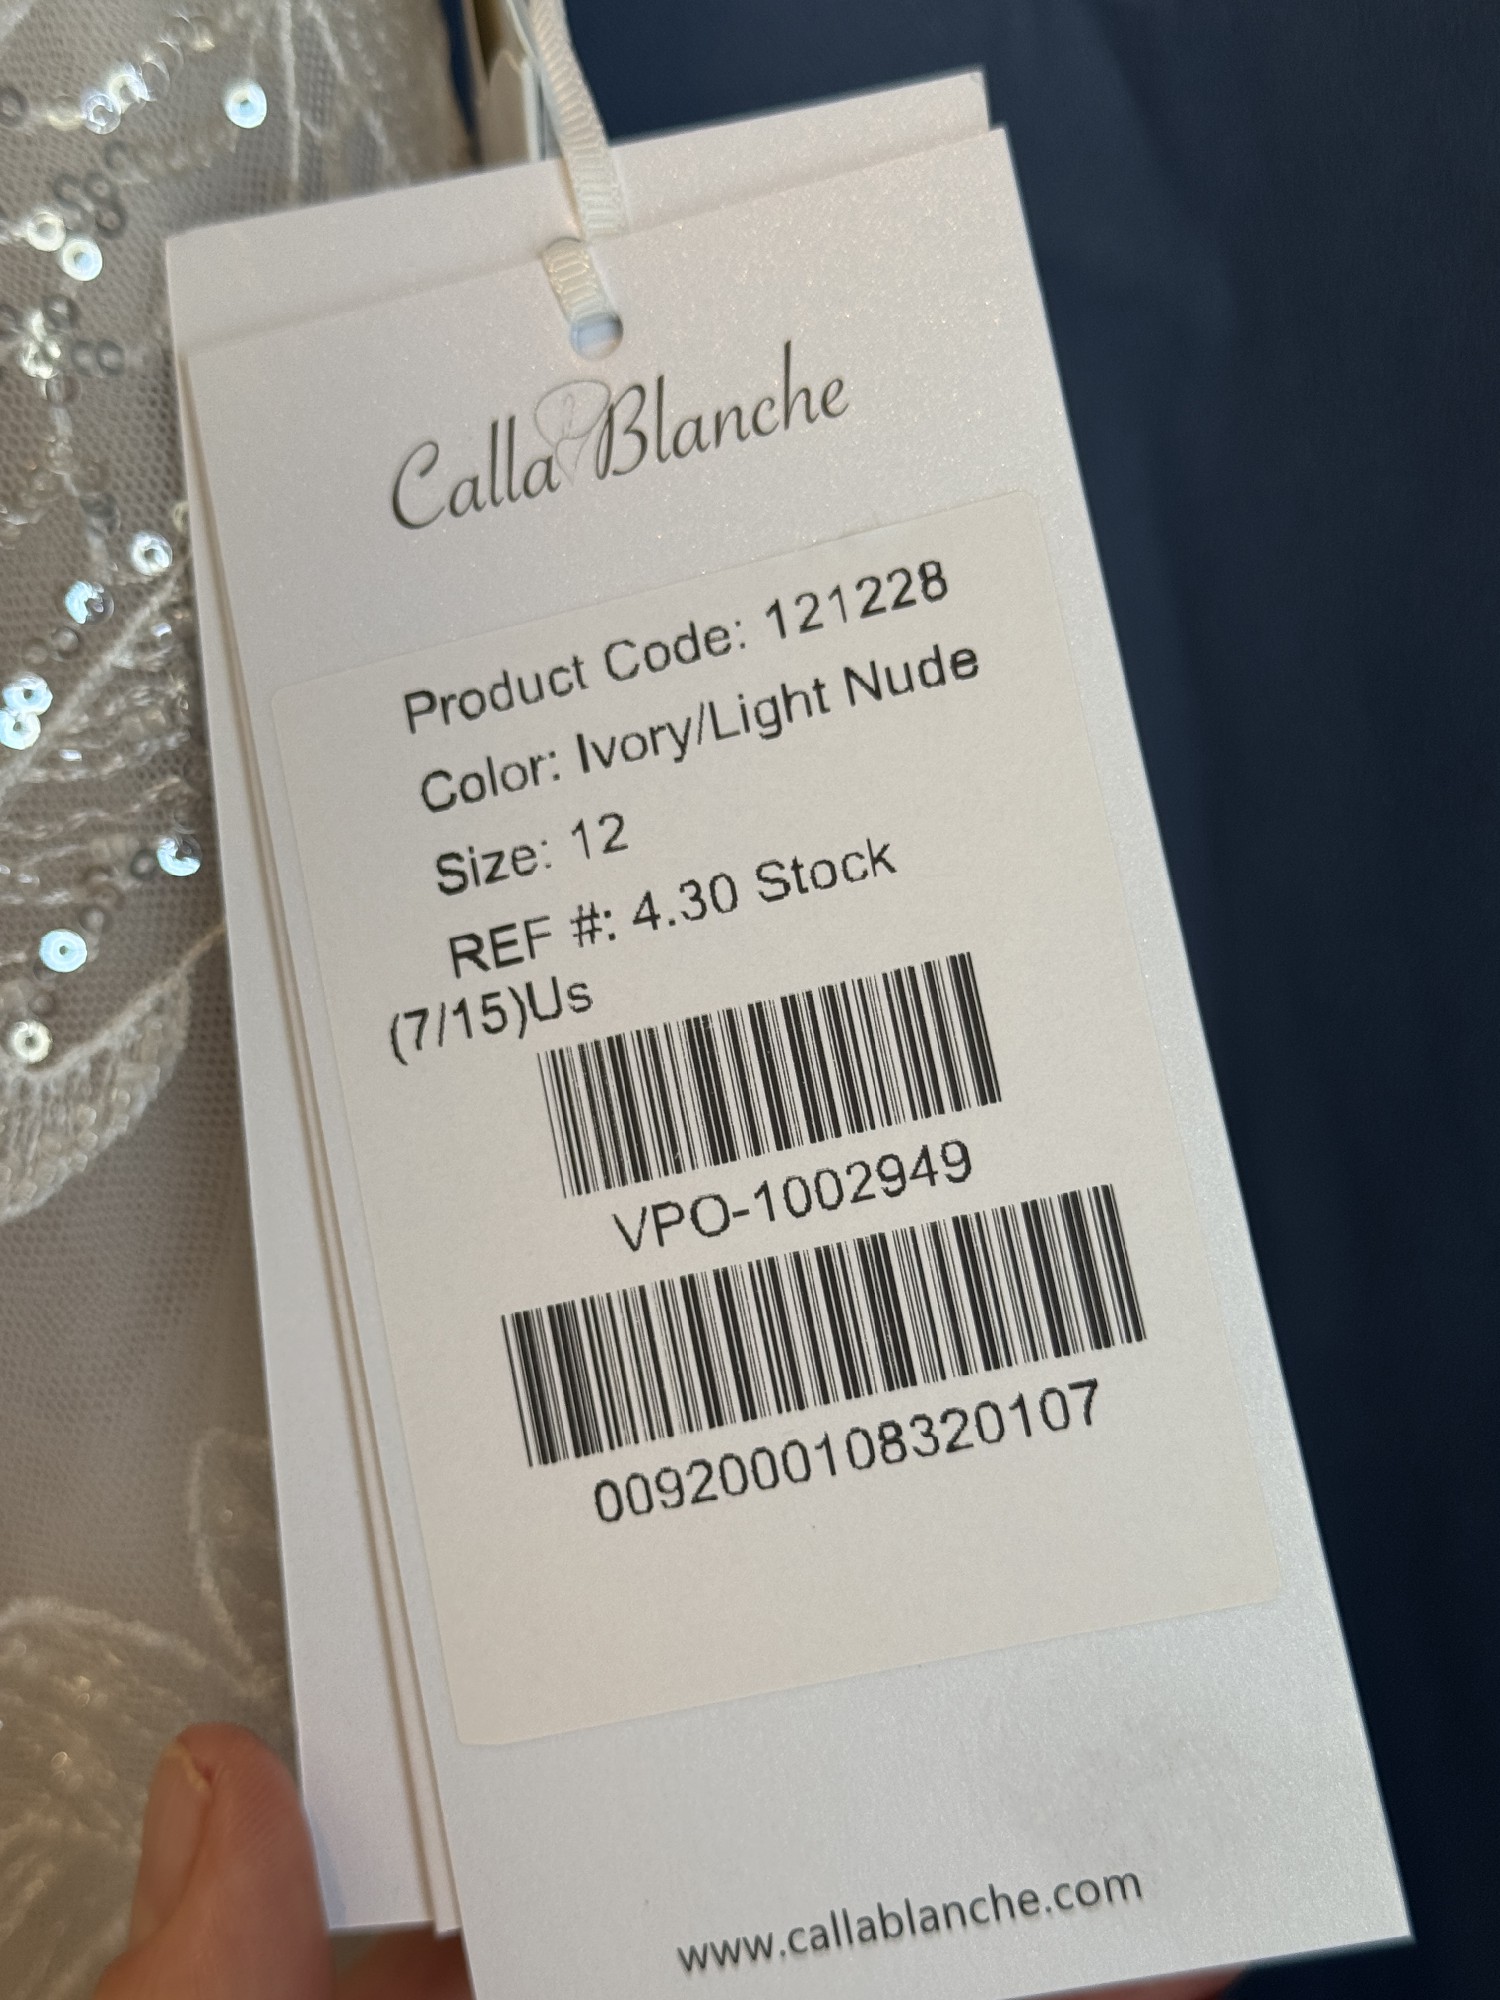 Calla Blanche
Product Code: 121228
Color: Ivory/Light Nude
Size: 12
REF #: 4.30 Stock
(7/15)Us
VPO-1002949
0092000108320107
www.callablanche.com